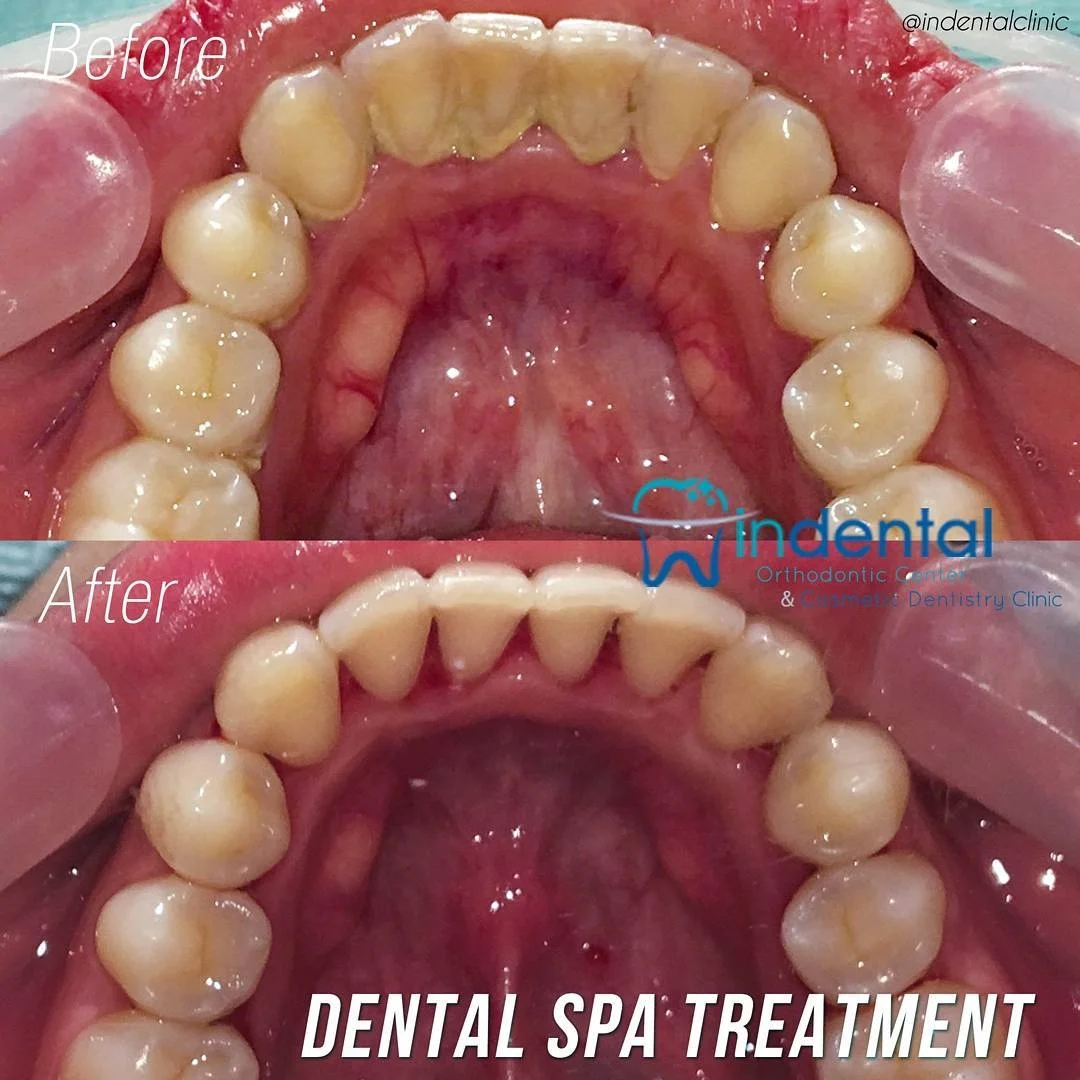 Before
@indentalclinic
indental
Orthodontic Center
& Cosmetic Dentistry Clinic
After
DENTAL SPA TREATMENT